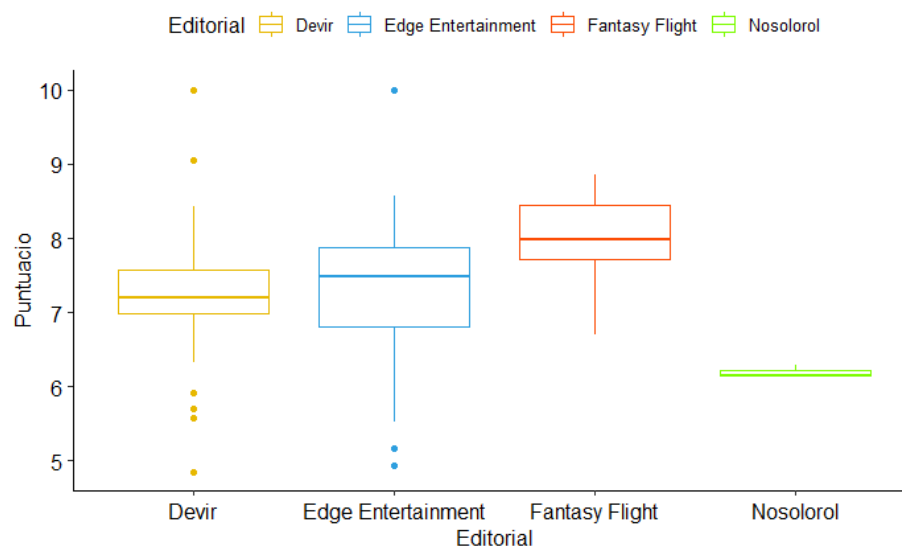 Editorial Devir Edge Entertainment Fantasy Flight Nosolorol
Puntuacio
10
9
8
7
6
5
Devir Edge Entertainment Fantasy Flight Nosolorol
Editorial